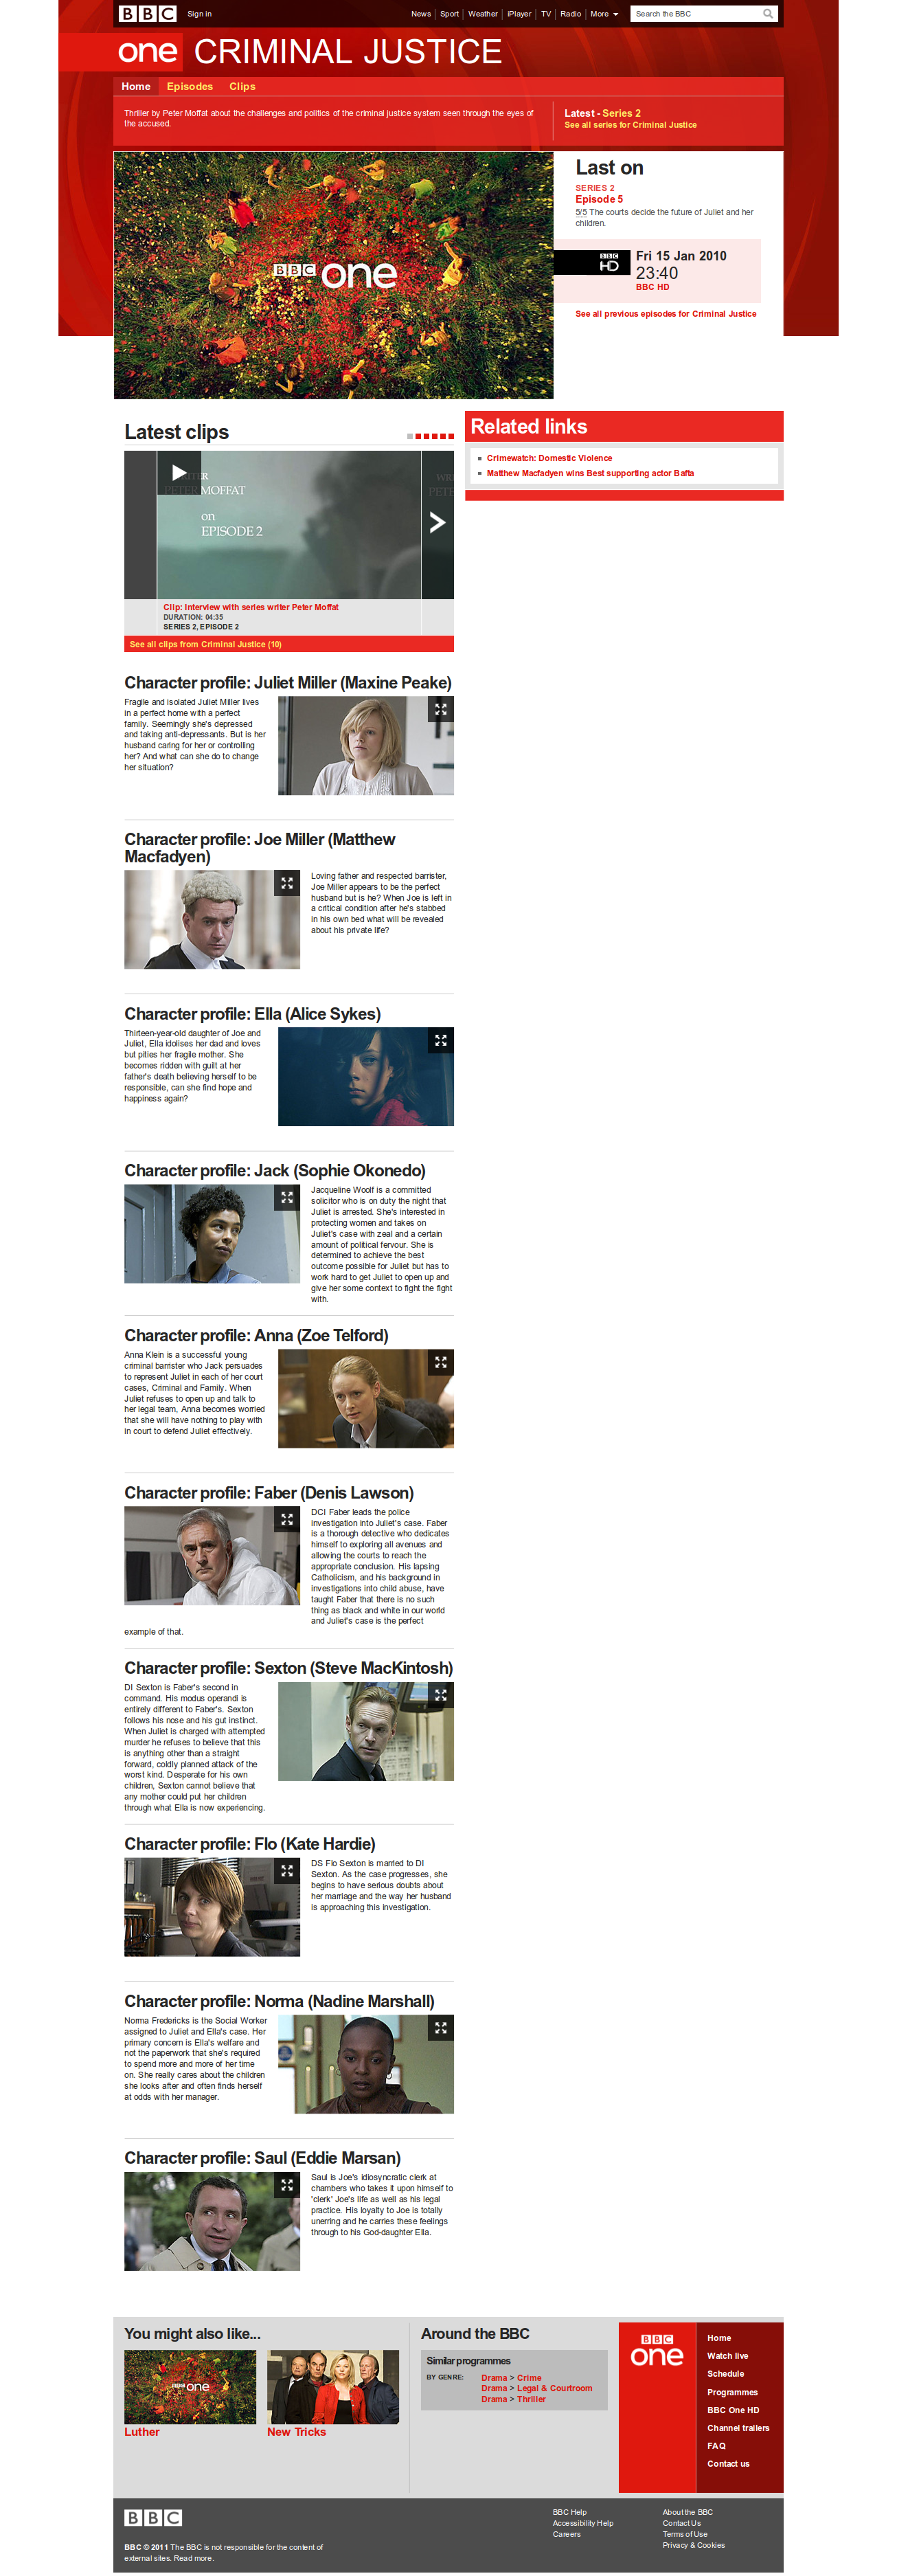 BBC Sign in News Sport Weather iPlayer TV Radio More Search the BBC
one CRIMINAL JUSTICE
Home Episodes Clips
Thriller by Peter Moffat about the challenges and politics of the criminal justice system seen through the eyes of
the accused.
Latest - Series 2
See all series for Criminal Justice
BBC one
Last on
SERIES 2
Episode 5
5/5 The courts decide the future of Juliet and her
children.
BBC HD
Fri 15 Jan 2010
23:40
BBC HD
See all previous episodes for Criminal Justice
Latest clips
PETER MOFFAT
on
EPISODE 2
Clip: Interview with series writer Peter Moffat
DURATION: 04:35
SERIES 2, EPISODE 2
See all clips from Criminal Justice (10)
Related links
Crimewatch: Domestic Violence
Matthew Macfadyen wins Best supporting actor Bafta
Character profile: Juliet Miller (Maxine Peake)
Fragile and isolated Juliet Miller lives
in a perfect home with a perfect
family. Seemingly she's depressed
and taking anti-depressants. But is her
husband caring for her or controlling
her? And what can she do to change
her situation?
Character profile: Joe Miller (Matthew
Macfadyen)
Loving father and respected barrister,
Joe Miller appears to be the perfect
husband but is he? When Joe is left in
a critical condition after he's stabbed
in his own bed what will be revealed
about his private life?
Character profile: Ella (Alice Sykes)
Thirteen-year-old daughter of Joe and
Juliet, Ella idolises her dad and loves
but pities her fragile mother. She
becomes ridden with guilt at her
father's death believing herself to be
responsible, can she find hope and
happiness again?
Character profile: Jack (Sophie Okonedo)
Jacqueline Woolf is a committed
solicitor who is on duty the night that
Juliet is arrested. She's interested in
protecting women and takes on
Juliet's case with zeal and a certain
amount of political fervour. She is
determined to achieve the best
outcome possible for Juliet but has to
work hard to get Juliet to open up and
give her some context to fight the fight
with.
Character profile: Anna (Zoe Telford)
Anna Klein is a successful young
criminal barrister who Jack persuades
to represent Juliet in each of her court
cases, Criminal and Family. When
Juliet refuses to open up and talk to
her legal team, Anna becomes worried
that she will have nothing to play with
in court to defend Juliet effectively.
Character profile: Faber (Denis Lawson)
DCI Faber leads the police
investigation into Juliet's case. Faber
is a thorough detective who dedicates
himself to exploring all avenues and
allowing the courts to reach the
appropriate conclusion. His lapsing
Catholicism, and his background in
investigations into child abuse, have
taught Faber that there is no such
thing as black and white in our world
and Juliet's case is the perfect
example of that.
Character profile: Sexton (Steve MacKintosh)
DI Sexton is Faber's second in
command. His modus operandi is
entirely different to Faber's. Sexton
follows his nose and his gut instinct.
When Juliet is charged with attempted
murder he refuses to believe that this
is anything other than a straight
forward, coldly planned attack of the
worst kind. Desperate for his own
children, Sexton cannot believe that
any mother could put her children
through what Ella is now experiencing.
Character profile: Flo (Kate Hardie)
DS Flo Sexton is married to DI
Sexton. As the case progresses, she
begins to have serious doubts about
her marriage and the way her husband
is approaching this investigation.
Character profile: Norma (Nadine Marshall)
Norma Fredericks is the Social Worker
assigned to Juliet and Ella's case. Her
primary concern is Ella's welfare and
not the paperwork that she's required
to spend more and more of her time
on. She really cares about the children
she looks after and often finds herself
at odds with her manager.
Character profile: Saul (Eddie Marsan)
Saul is Joe's idiosyncratic clerk at
chambers who takes it upon himself to
'clerk' Joe's life as well as his legal
practice. His loyalty to Joe is totally
unerring and he carries these feelings
through to his God-daughter Ella.
You might also like...
BBC one
Luther
New Tricks
Around the BBC
Similar programmes
BY GENRE: Drama > Crime
Drama > Legal & Courtroom
Drama > Thriller
BBC
one
Home
Watch live
Schedule
Programmes
BBC One HD
Channel trailers
FAQ
Contact us
BBC
BBC © 2011 The BBC is not responsible for the content of
external sites. Read more.
BBC Help
Accessibility Help
Careers
About the BBC
Contact Us
Terms of Use
Privacy & Cookies